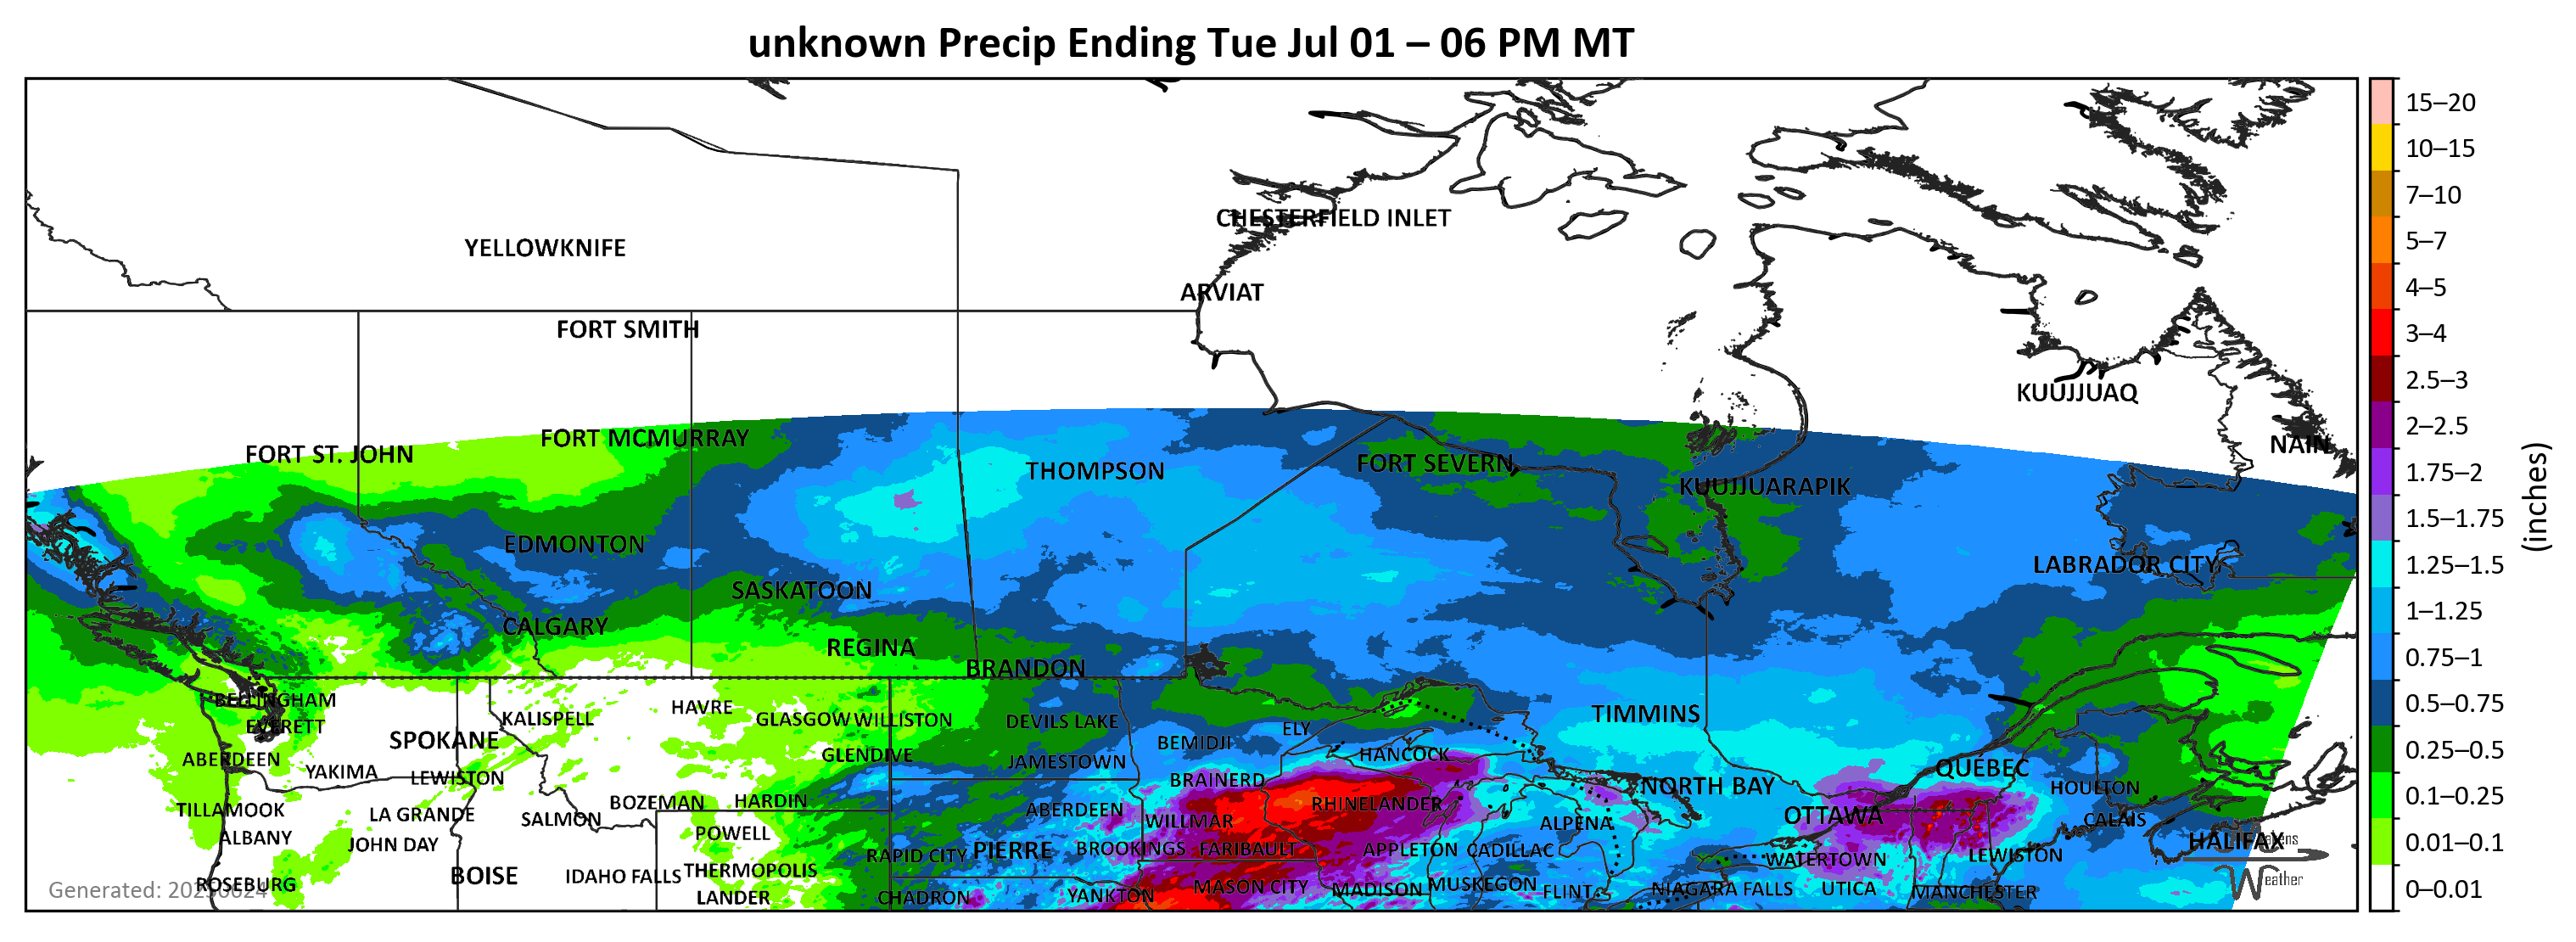 unknown Precip Ending Tue Jul 01 – 06 PM MT
15–20
10–15
7–10
5–7
4–5
3–4
2.5–3
2–2.5
1.75–2
1.5–1.75
1.25–1.5
1–1.25
0.75–1
0.5–0.75
0.25–0.5
0.1–0.25
0.01–0.1
0–0.01
(inches)
CHESTERFIELD INLET
YELLOWKNIFE
ARVIAT
FORT SMITH
KUUJJUAQ
FORT MCMURRAY
NAIN
FORT ST. JOHN
FORT SEVERN
THOMPSON
KUUJJUARAPIK
EDMONTON
LABRADOR CITY
SASKATOON
CALGARY
REGINA
BRANDON
BELLINGHAM
HAVRE
TIMMINS
KALISPELL
GLASGOW
WILLISTON
DEVILS LAKE
EVERETT
ELY
SPOKANE
BEMIDJI
GLENDIVE
HANCOCK
ABERDEEN
JAMESTOWN
QUÉBEC
YAKIMA
LEWISTON
BRAINERD
NORTH BAY
HOULTON
BOZEMAN
HARDIN
RHINELANDER
TILLAMOOK
LA GRANDE
SALMON
ABERDEEN
WILLMAR
ALPENA
OTTAWA
CALAIS
ALBANY
JOHN DAY
POWELL
HALIFAX
RAPID CITY
PIERRE
BROOKINGS
FARIBAULT
APPLETON
CADILLAC
WATERTOWN
LEWISTON
BOISE
IDAHO FALLS
THERMOPOLIS
ROSEBURG
LANDER
CHADRON
YANKTON
MASON CITY
MADISON
MUSKEGON
FLINT
NIAGARA FALLS
UTICA
MANCHESTER
eather